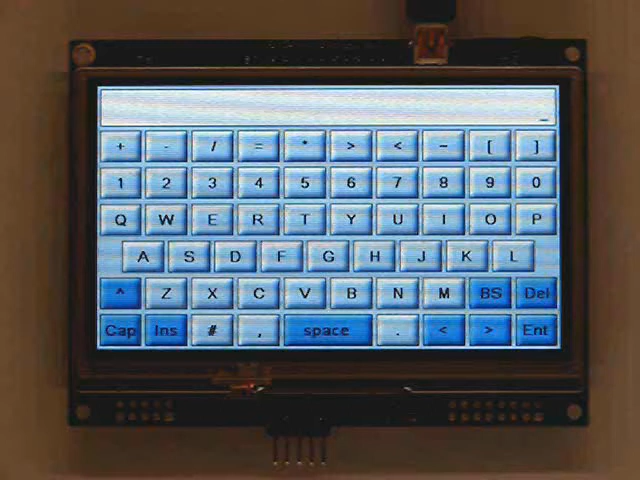 _
+ - / = * > < - [ ]
1 2 3 4 5 6 7 8 9 0
Q W E R T Y U I O P
A S D F G H J K L
^ Z X C V B N M BS Del
Cap Ins # , space . < > Ent